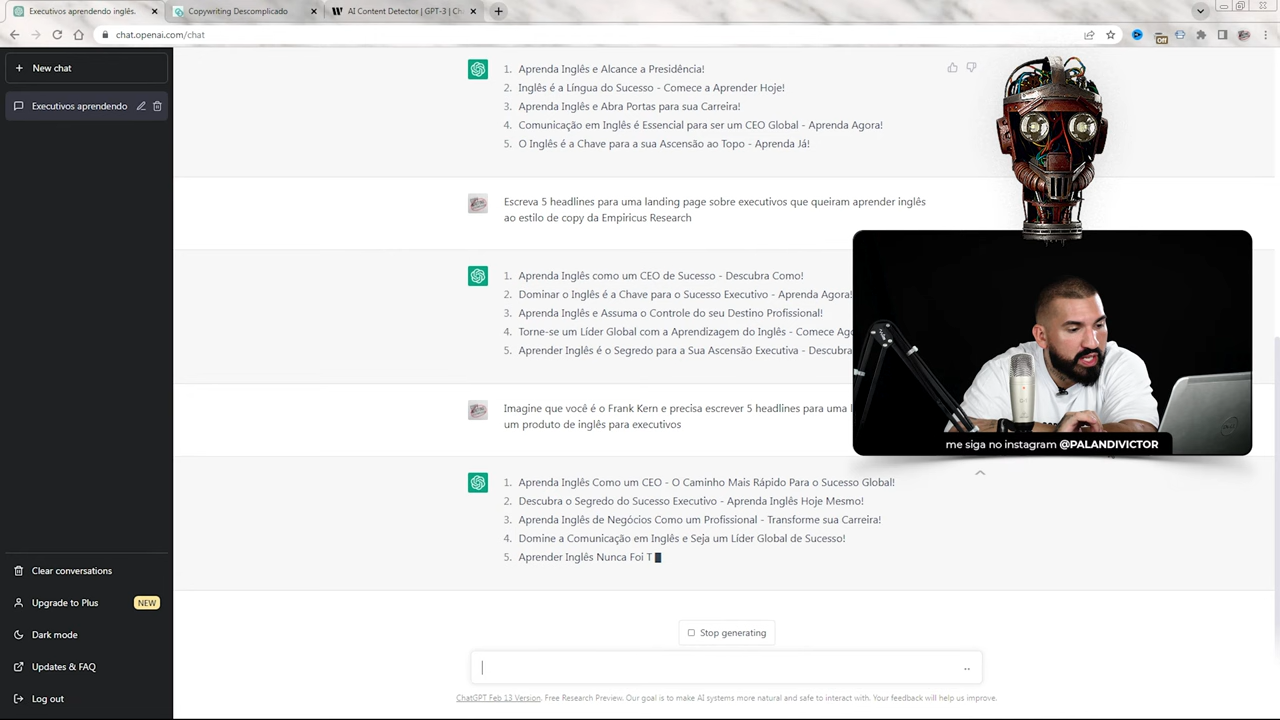 Executivos aprendendo inglês.
Copywriting Descomplicado
AI Content Detector | GPT-3 | Ch
chat.openai.com/chat
Off
New chat
Executivos aprendendo
1. Aprenda Inglês e Alcance a Presidência!
2. Inglês é a Língua do Sucesso - Comece a Aprender Hoje!
3. Aprenda Inglês e Abra Portas para sua Carreira!
4. Comunicação em Inglês é Essencial para ser um CEO Global - Aprenda Agora!
5. O Inglês é a Chave para a sua Ascensão ao Topo - Aprenda Já!
Escreva 5 headlines para uma landing page sobre executivos que queiram aprender inglês
ao estilo de copy da Empiricus Research
1. Aprenda Inglês como um CEO de Sucesso - Descubra Como!
2. Dominar o Inglês é a Chave para o Sucesso Executivo - Aprenda Agora!
3. Aprenda Inglês e Assuma o Controle do seu Destino Profissional!
4. Torne-se um Líder Global com a Aprendizagem do Inglês - Comece Ago
5. Aprender Inglês é o Segredo para a Sua Ascensão Executiva - Descubra
Imagine que você é o Frank Kern e precisa escrever 5 headlines para uma l
um produto de inglês para executivos
me siga no instagram @PALANDIVICTOR
1. Aprenda Inglês Como um CEO - O Caminho Mais Rápido Para o Sucesso Global!
2. Descubra o Segredo do Sucesso Executivo - Aprenda Inglês Hoje Mesmo!
3. Aprenda Inglês de Negócios Como um Profissional - Transforme sua Carreira!
4. Domine a Comunicação em Inglês e Seja um Líder Global de Sucesso!
5. Aprender Inglês Nunca Foi T
Clear conversations
Upgrade to Plus NEW
Dark mode
Updates & FAQ
Log out
Stop generating
ChatGPT Feb 13 Version. Free Research Preview. Our goal is to make AI systems more natural and safe to interact with. Your feedback will help us improve.